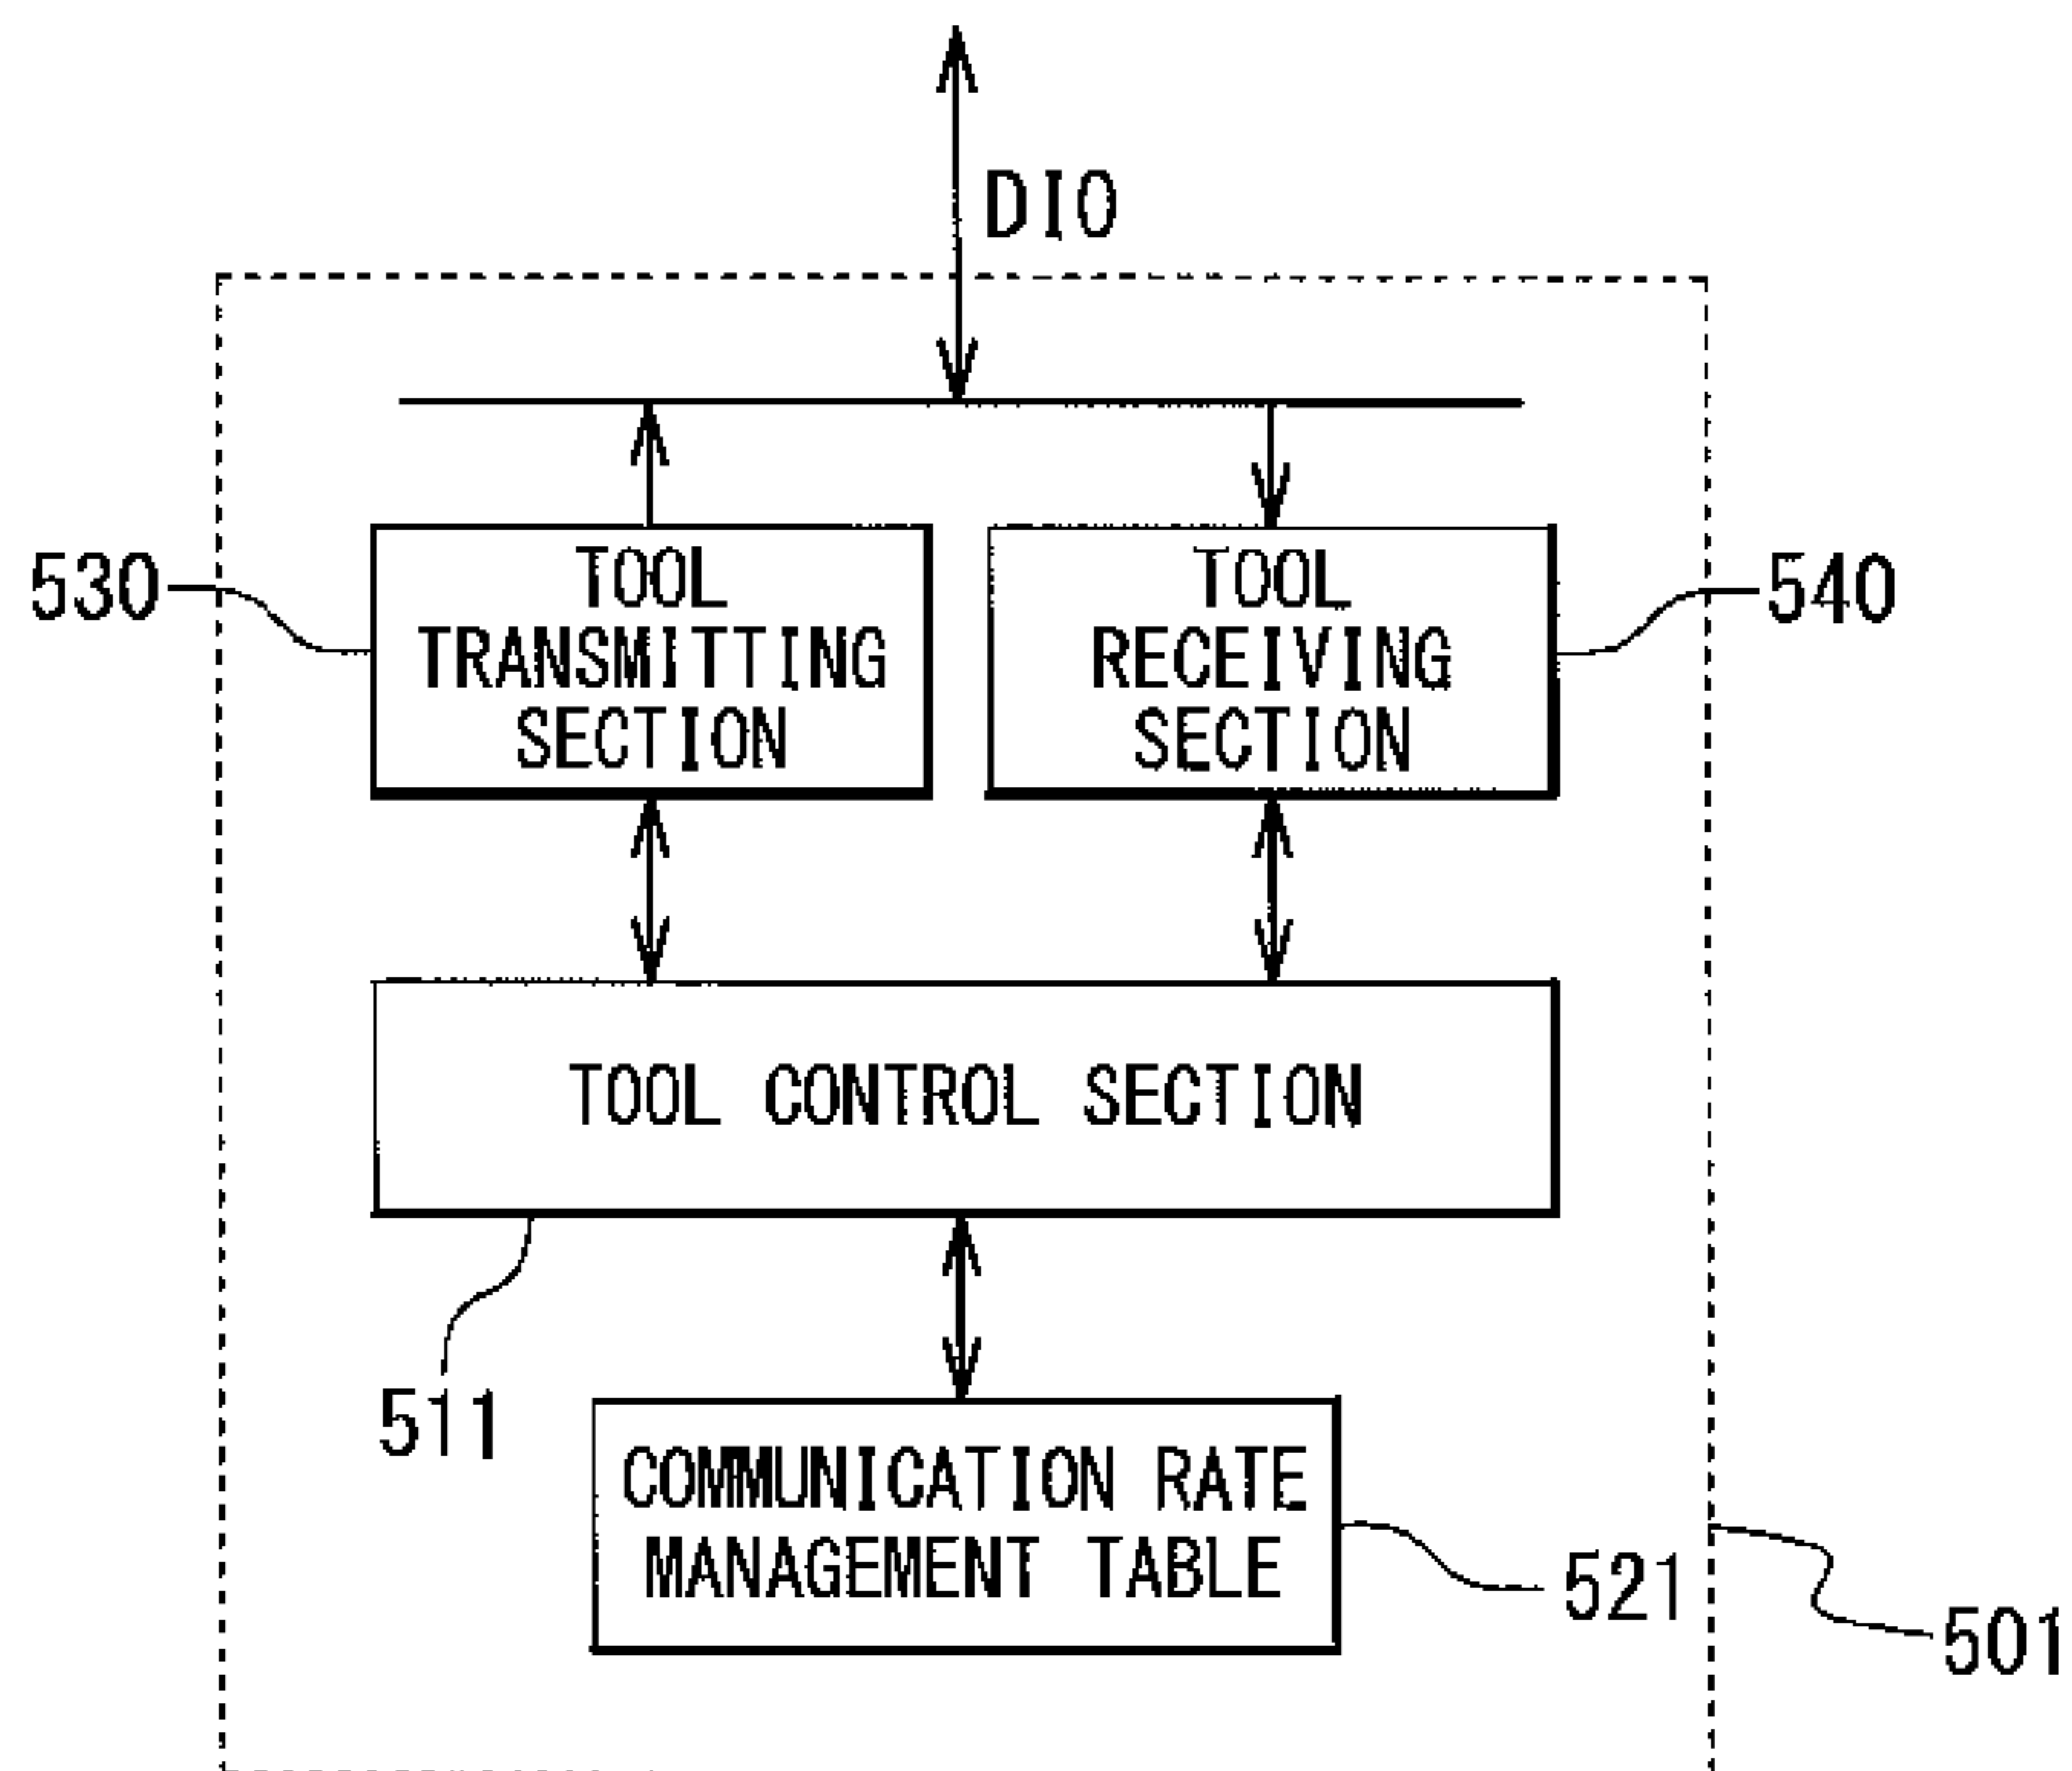 DIO
530
TOOL
TRANSMITTING
SECTION
TOOL
RECEIVING
SECTION
540
TOOL CONTROL SECTION
511
COMMUNICATION RATE
MANAGEMENT TABLE
521
501